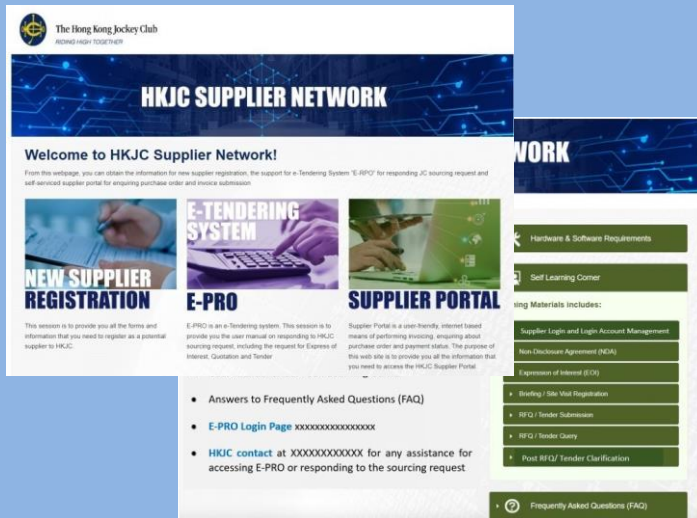 The Hong Kong Jockey Club
RIDING HIGH TOGETHER
HKJC SUPPLIER NETWORK
Welcome to HKJC Supplier Network!
From this webpage, you can obtain the information for new supplier registration, the support for e-Tendering System "E-RPO" for responding JC sourcing request and
self-serviced supplier portal for enquiring purchase order and invoice submission
NEW SUPPLIER
REGISTRATION
This session is to provide you all the forms and
information that you need to register as a potential
supplier to HKJC.
E-TENDERING
SYSTEM
E-PRO
E-PRO is an e-Tendering system. This session is to
provide you the user manual on responding to HKJC
sourcing request, including the request for Express of
Interest, Quotation and Tender
SUPPLIER PORTAL
Supplier Portal is a user-friendly, internet based
means of performing invoicing, enquiring about
purchase order and payment status. The purpose of
this web site is to provide you all the information that
you need to access the HKJC Supplier Portal.
WORK
Hardware & Software Requirements
Self Learning Corner
ning Materials includes:
Supplier Login and Login Account Management
Non-Disclosure Agreement (NDA)
Expression of Interest (EOI)
Briefing / Site Visit Registration
RFQ / Tender Submission
RFQ / Tender Query
Post RFQ/ Tender Clarification
Frequently Asked Questions (FAQ)
• Answers to Frequently Asked Questions (FAQ)
• E-PRO Login Page xxxxxxxxxxxxxxxx
• HKJC contact at XXXXXXXXXXXX for any assistance for
accessing E-PRO or responding to the sourcing request